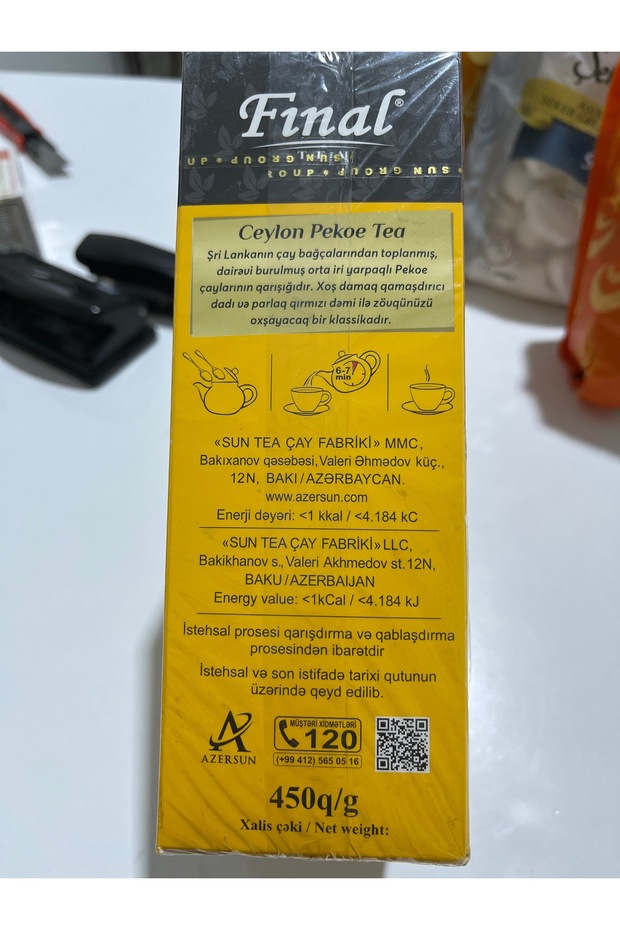 Final®
TEA
UP * SUN GROUP *
OUP * SUN GROUP
Ceylon Pekoe Tea
Şri Lankanın çay bağçalarından toplanmış,
dairəvi burulmuş orta iri yarpaqlı Pekoe
çaylarının qarışığıdır. Xoş damaq qamaşdırıcı
dadı və parlaq qırmızı dəmi ilə zövqünüzü
oxşayacaq bir klassikadır.
6-7
min
«SUN TEA ÇAY FABRİKİ» MMC,
Bakıxanov qəsəbəsi,Valeri Əhmədov küç.,
12N, BAKI/AZƏRBAYCAN.
www.azersun.com
Enerji dəyəri: <1 kkal / <4.184 kC
«SUN TEA ÇAY FABRİKİ»LLC,
Bakikhanov s., Valeri Akhmedov st.12N,
BAKU/AZERBAIJAN
Energy value: <1kCal / <4.184 kJ
İstehsal prosesi qarışdırma və qablaşdırma
prosesindən ibarətdir
İstehsal və son istifadə tarixi qutunun
üzərində qeyd edilib.
AZERSUN
MÜŞTƏRİ XİDMƏTLƏRİ
120
(+99 412) 565 05 16
450q/g
Xalis çəki / Net weight: